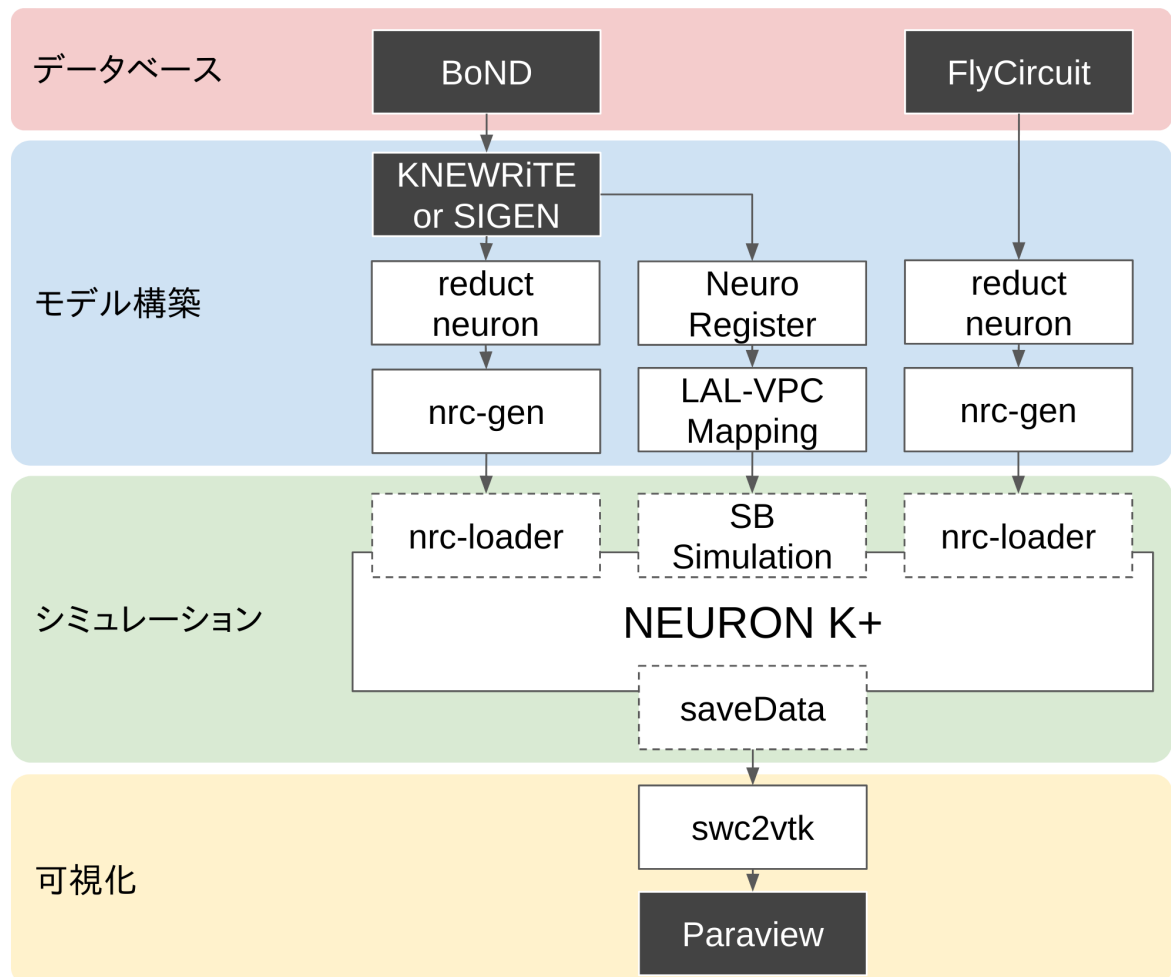 データベース
BoND
FlyCircuit
モデル構築
KNEWRiTE
or SIGEN
reduct
neuron
Neuro
Register
reduct
neuron
nrc-gen
LAL-VPC
Mapping
nrc-gen
シミュレーション
nrc-loader
SB
Simulation
nrc-loader
NEURON K+
saveData
可視化
swc2vtk
Paraview